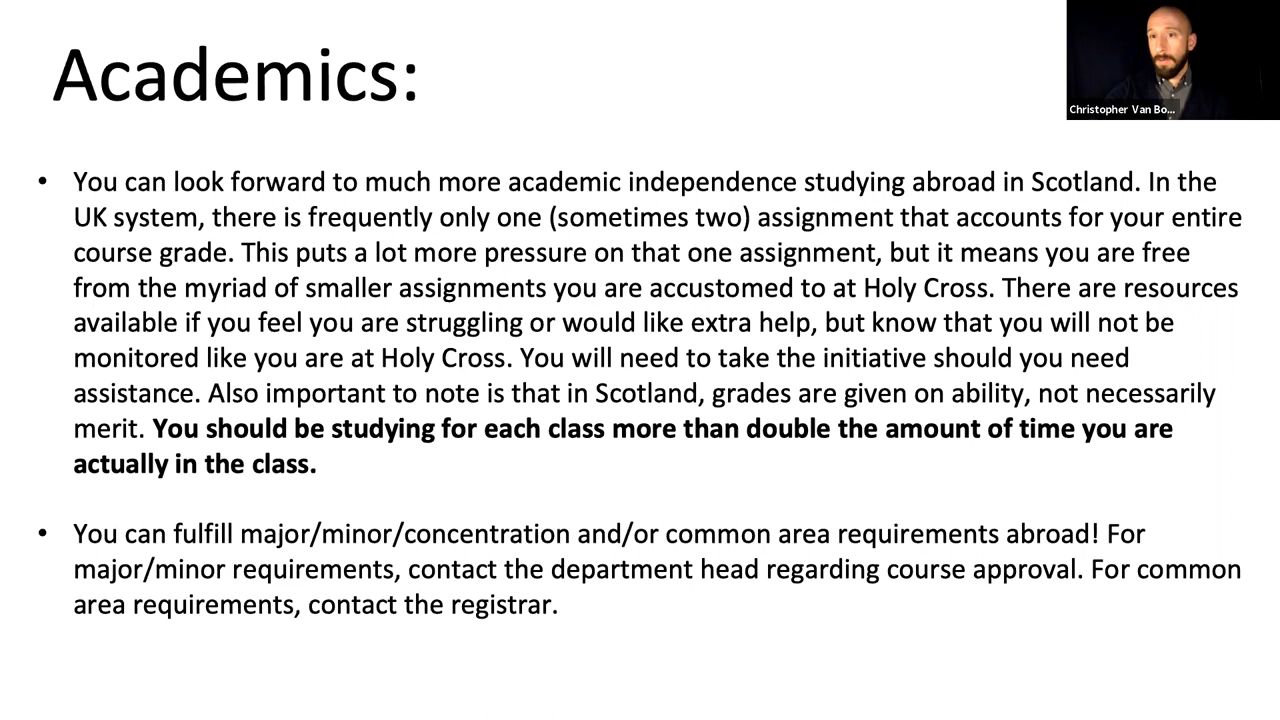 Academics:
Christopher Van Bo...
• You can look forward to much more academic independence studying abroad in Scotland. In the
UK system, there is frequently only one (sometimes two) assignment that accounts for your entire
course grade. This puts a lot more pressure on that one assignment, but it means you are free
from the myriad of smaller assignments you are accustomed to at Holy Cross. There are resources
available if you feel you are struggling or would like extra help, but know that you will not be
monitored like you are at Holy Cross. You will need to take the initiative should you need
assistance. Also important to note is that in Scotland, grades are given on ability, not necessarily
merit. You should be studying for each class more than double the amount of time you are
actually in the class.
• You can fulfill major/minor/concentration and/or common area requirements abroad! For
major/minor requirements, contact the department head regarding course approval. For common
area requirements, contact the registrar.